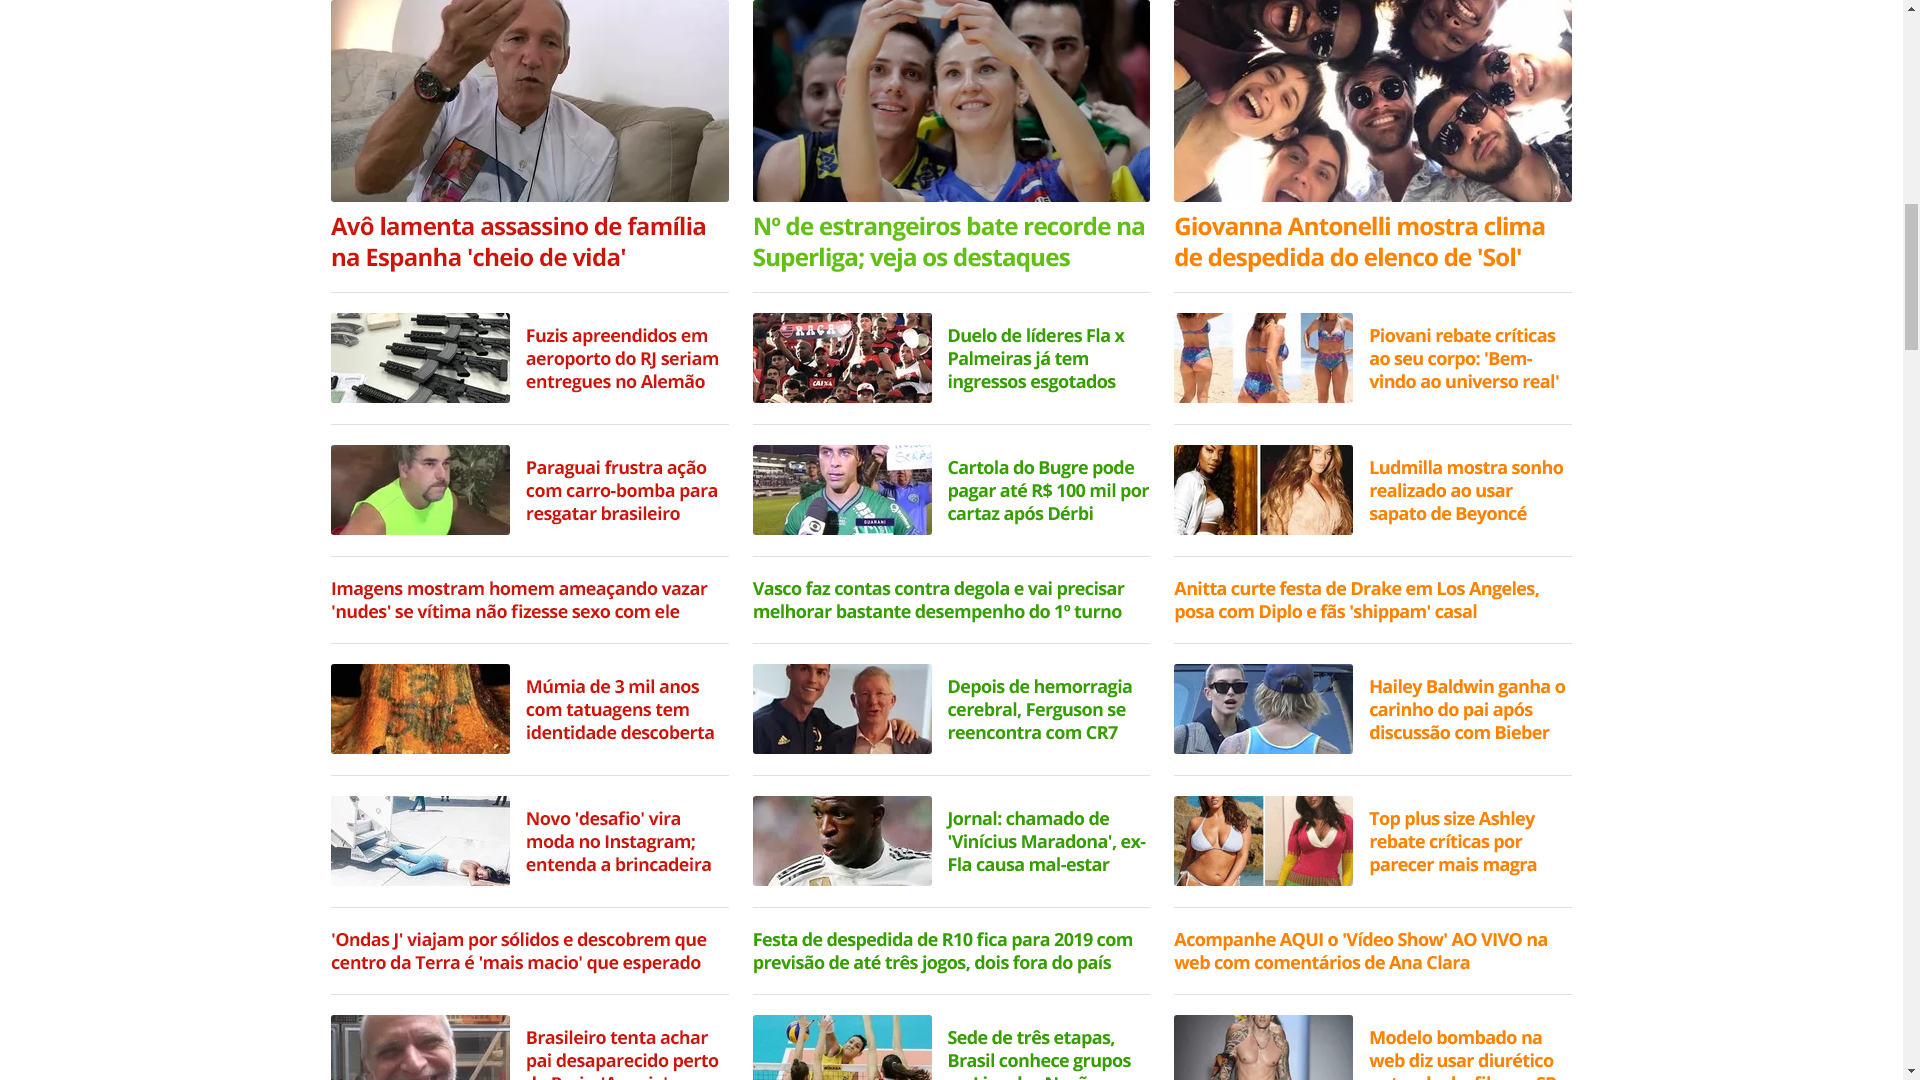 Avô lamenta assassino de família
na Espanha 'cheio de vida'
Fuzis apreendidos em
aeroporto do RJ seriam
entregues no Alemão
Paraguai frustra ação
com carro-bomba para
resgatar brasileiro
Imagens mostram homem ameaçando vazar
'nudes' se vítima não fizesse sexo com ele
Múmia de 3 mil anos
com tatuagens tem
identidade descoberta
Novo 'desafio' vira
moda no Instagram;
entenda a brincadeira
'Ondas J' viajam por sólidos e descobrem que
centro da Terra é 'mais macio' que esperado
Brasileiro tenta achar
pai desaparecido perto
Nº de estrangeiros bate recorde na
Superliga; veja os destaques
RAÇA
CAIXA
Duelo de líderes Fla x
Palmeiras já tem
ingressos esgotados
GUARANI
Cartola do Bugre pode
pagar até R$ 100 mil por
cartaz após Dérbi
Vasco faz contas contra degola e vai precisar
melhorar bastante desempenho do 1º turno
Jeep
Depois de hemorragia
cerebral, Ferguson se
reencontra com CR7
Jornal: chamado de
'Vinícius Maradona', ex-
Fla causa mal-estar
Festa de despedida de R10 fica para 2019 com
previsão de até três jogos, dois fora do país
Sede de três etapas,
Brasil conhece grupos
Giovanna Antonelli mostra clima
de despedida do elenco de 'Sol'
Piovani rebate críticas
ao seu corpo: 'Bem-
vindo ao universo real'
Ludmilla mostra sonho
realizado ao usar
sapato de Beyoncé
Anitta curte festa de Drake em Los Angeles,
posa com Diplo e fãs 'shippam' casal
Hailey Baldwin ganha o
carinho do pai após
discussão com Bieber
Top plus size Ashley
rebate críticas por
parecer mais magra
Acompanhe AQUI o 'Vídeo Show' AO VIVO na
web com comentários de Ana Clara
Modelo bombado na
web diz usar diurético